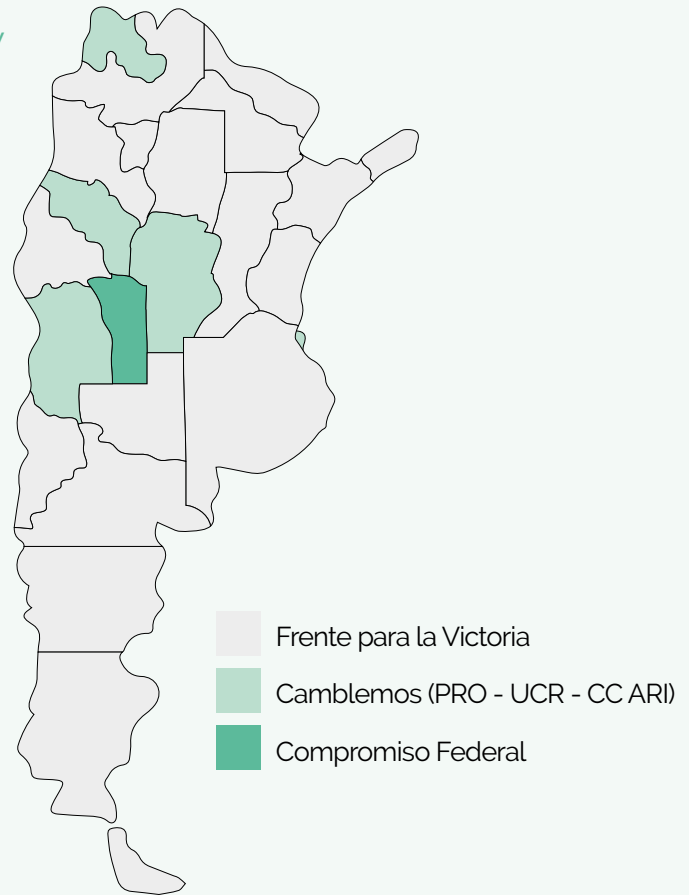 Frente para la Victoria
Camblemos (PRO - UCR - CC ARI)
Compromiso Federal